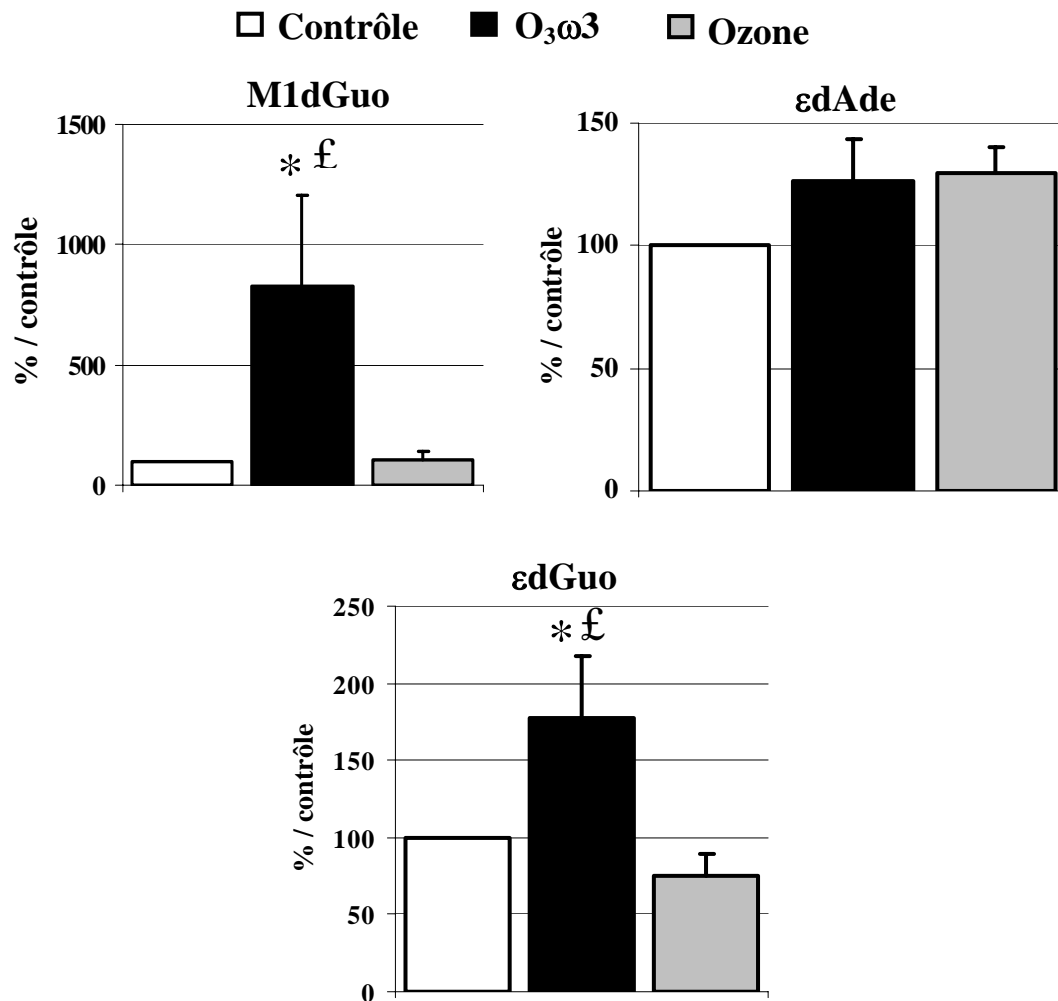 Contrôle O₃ω3 Ozone
M1dGuo
1500
1000
500
0
% / contrôle
* £
εdAde
150
100
50
0
% / contrôle
εdGuo
250
200
150
100
50
0
% / contrôle
* £